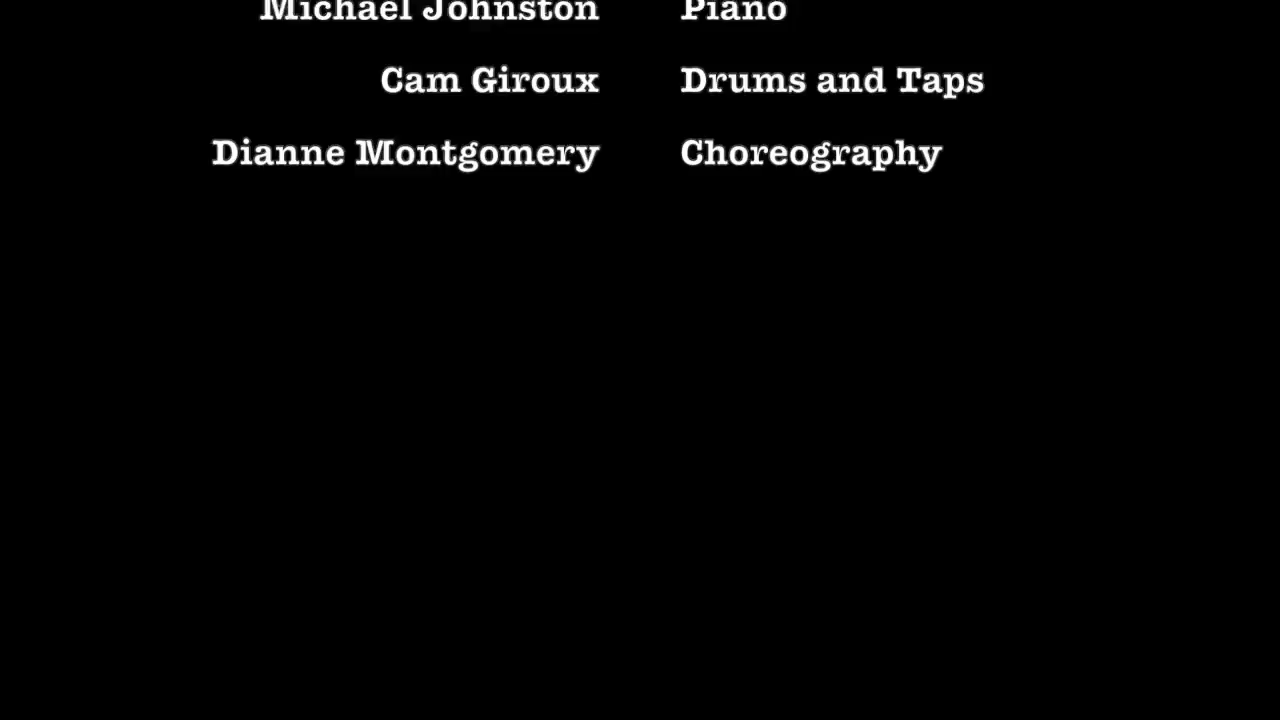 Michael Johnston Piano
Cam Giroux Drums and Taps
Dianne Montgomery Choreography